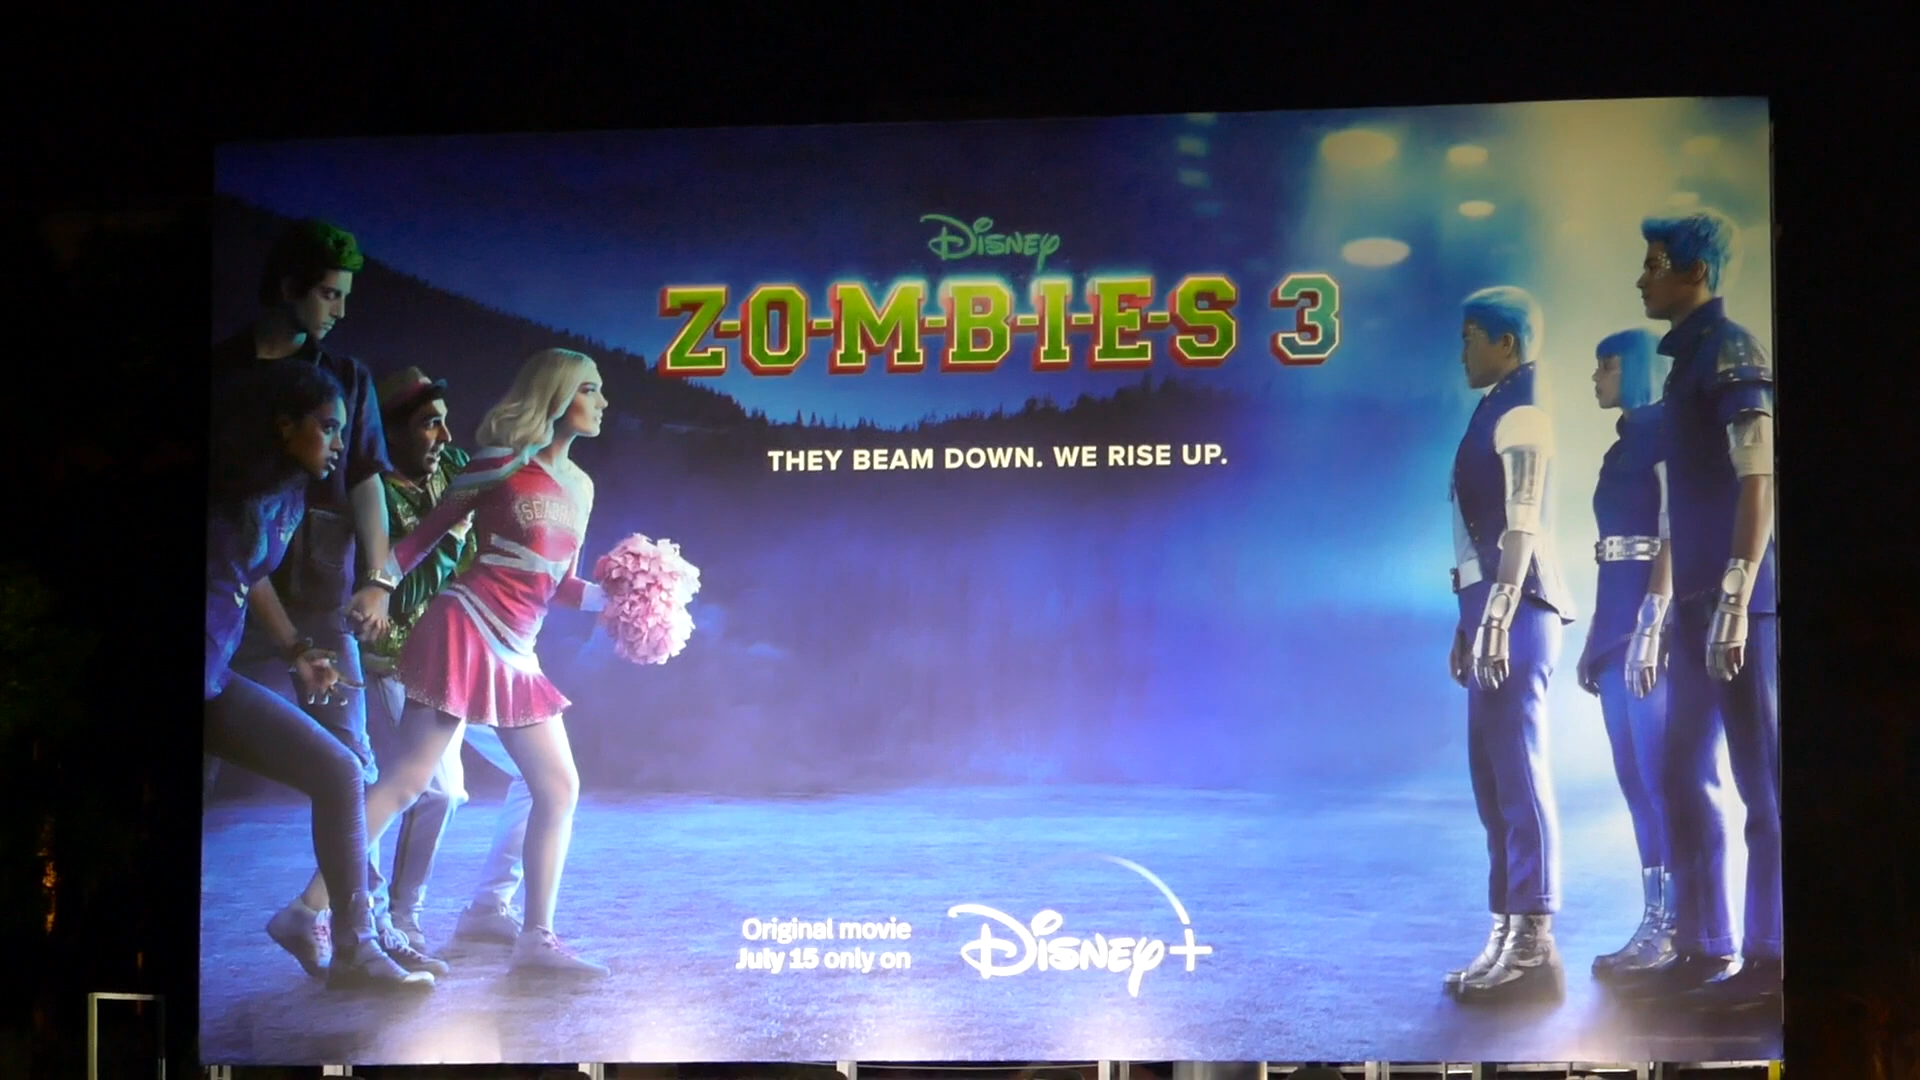 Disney
Z-O-M-B-I-E-S 3
THEY BEAM DOWN. WE RISE UP.
Original movie
July 15 only on
Disney+